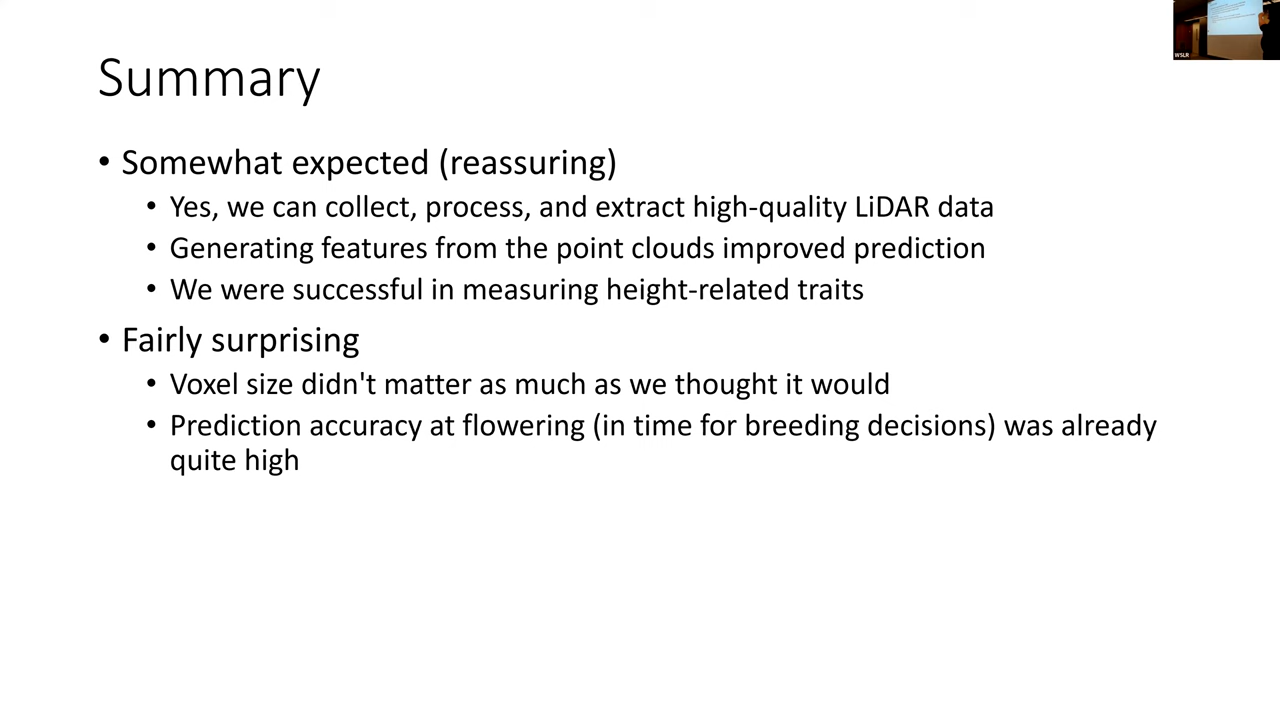 Summary
• Somewhat expected (reassuring)
• Yes, we can collect, process, and extract high-quality LiDAR data
• Generating features from the point clouds improved prediction
• We were successful in measuring height-related traits
• Fairly surprising
• Voxel size didn't matter as much as we thought it would
• Prediction accuracy at flowering (in time for breeding decisions) was already
quite high
WSLR